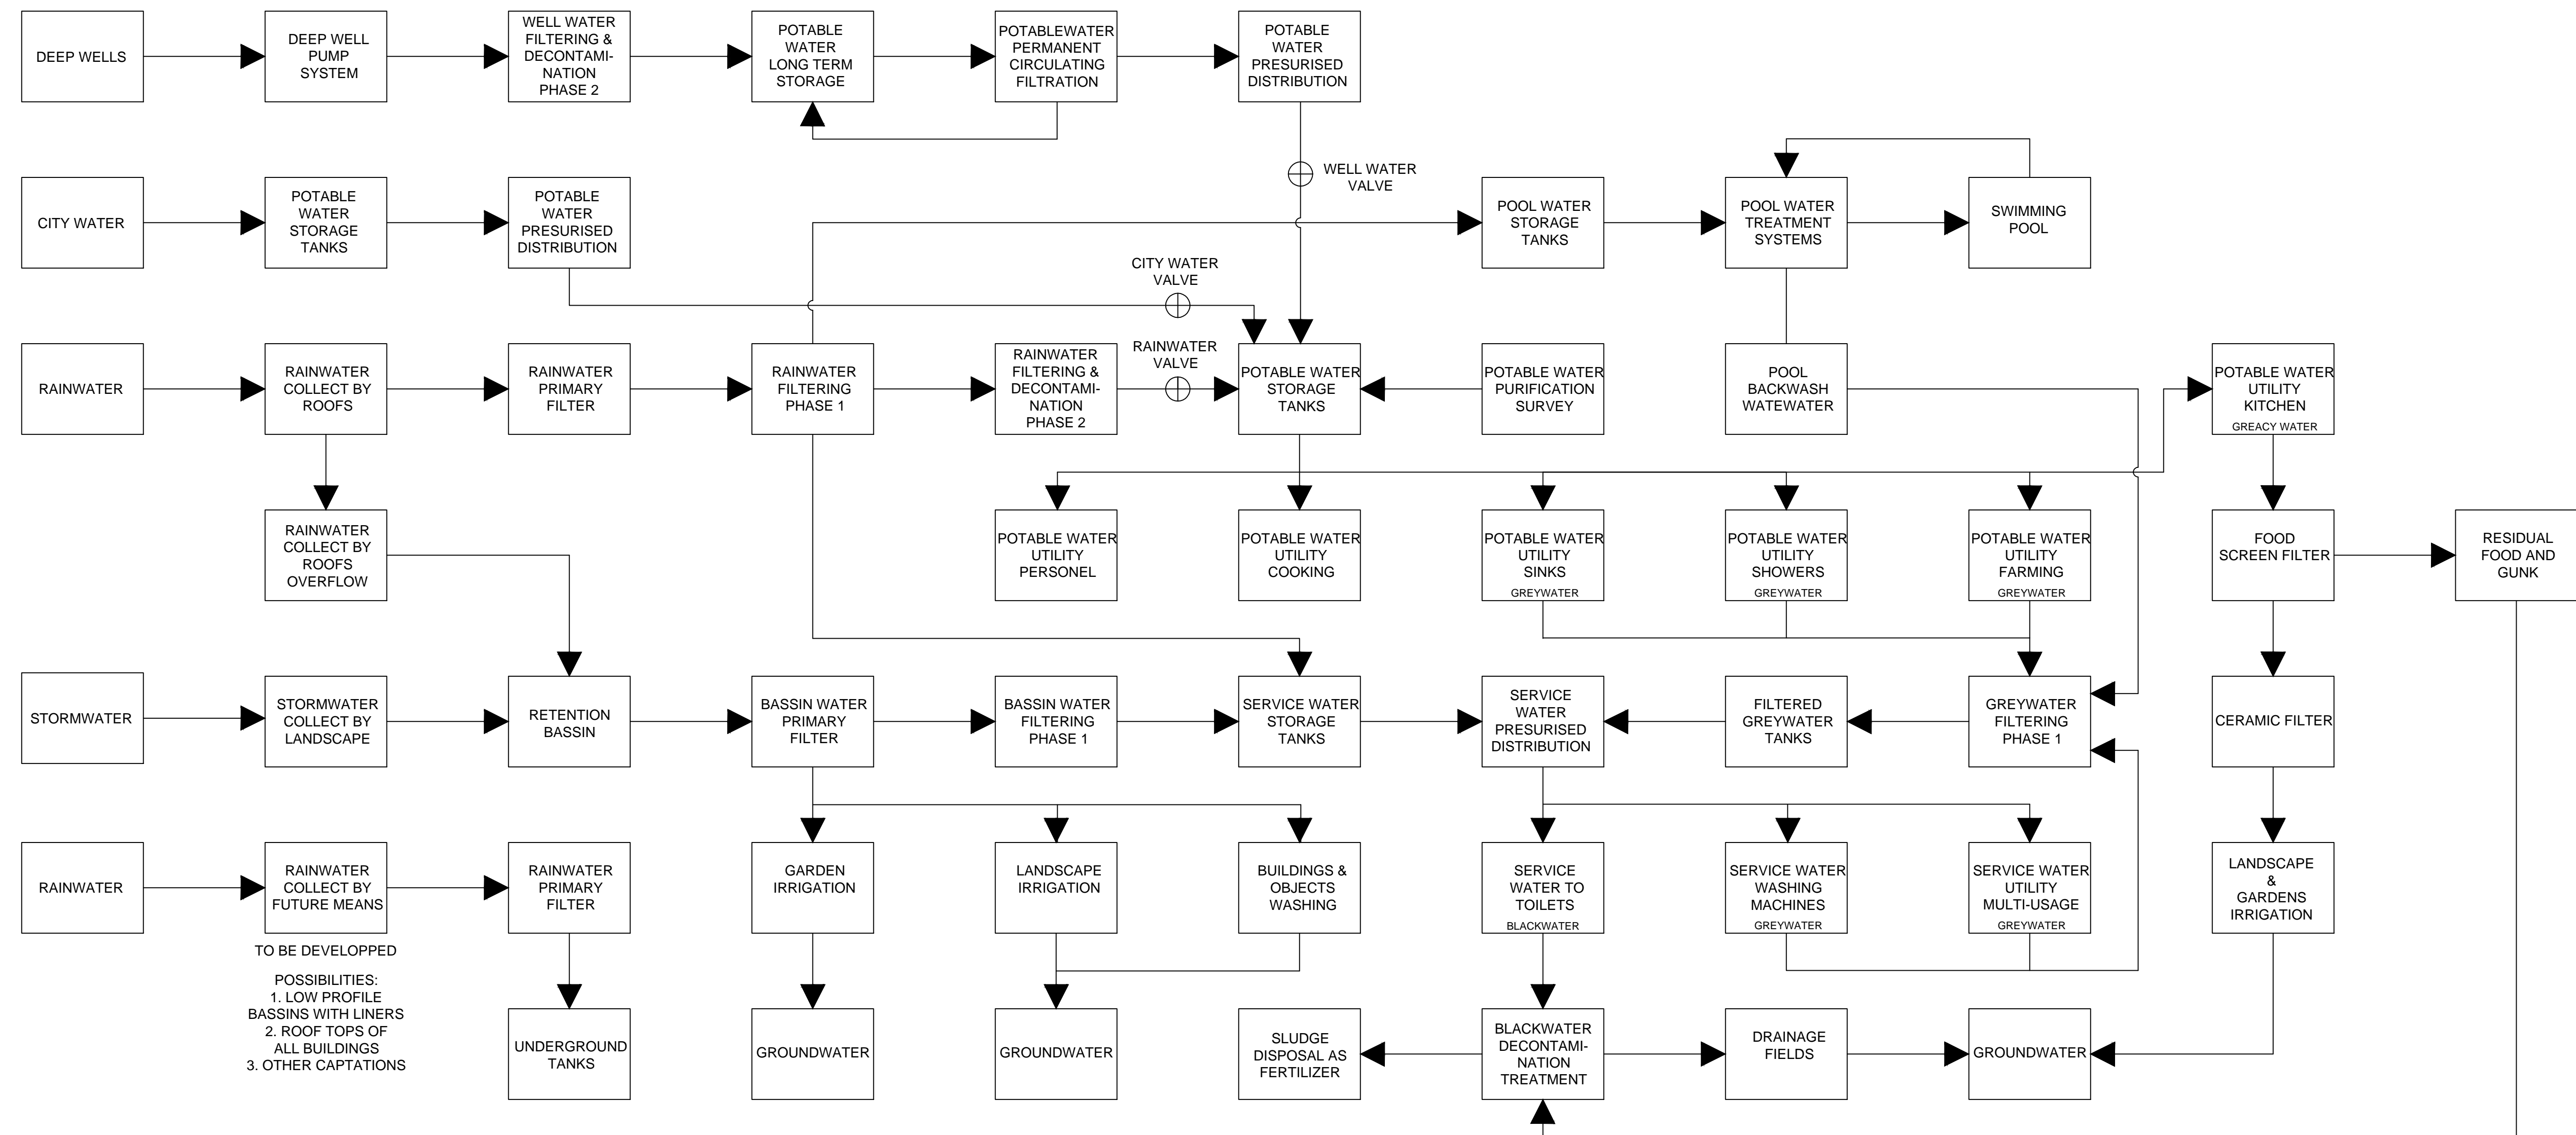 DEEP WELLS
DEEP WELL
PUMP
SYSTEM
WELL WATER
FILTERING &
DECONTAMI-
NATION
PHASE 2
POTABLE
WATER
LONG TERM
STORAGE
POTABLEWATER
PERMANENT
CIRCULATING
FILTRATION
POTABLE
WATER
PRESURISED
DISTRIBUTION
WELL WATER
VALVE
CITY WATER
POTABLE
WATER
STORAGE
TANKS
POTABLE
WATER
PRESURISED
DISTRIBUTION
POOL WATER
STORAGE
TANKS
POOL WATER
TREATMENT
SYSTEMS
SWIMMING
POOL
CITY WATER
VALVE
RAINWATER
RAINWATER
COLLECT BY
ROOFS
RAINWATER
PRIMARY
FILTER
RAINWATER
FILTERING
PHASE 1
RAINWATER
FILTERING &
DECONTAMI-
NATION
PHASE 2
RAINWATER
VALVE
POTABLE WATER
STORAGE
TANKS
POTABLE WATER
PURIFICATION
SURVEY
POOL
BACKWASH
WATEWATER
POTABLE WATER
UTILITY
KITCHEN
GREACY WATER
RAINWATER
COLLECT BY
ROOFS
OVERFLOW
POTABLE WATER
UTILITY
PERSONEL
POTABLE WATER
UTILITY
COOKING
POTABLE WATER
UTILITY
SINKS
GREYWATER
POTABLE WATER
UTILITY
SHOWERS
GREYWATER
POTABLE WATER
UTILITY
FARMING
GREYWATER
FOOD
SCREEN FILTER
RESIDUAL
FOOD AND
GUNK
STORMWATER
STORMWATER
COLLECT BY
LANDSCAPE
RETENTION
BASSIN
BASSIN WATER
PRIMARY
FILTER
BASSIN WATER
FILTERING
PHASE 1
SERVICE WATER
STORAGE
TANKS
SERVICE
WATER
PRESURISED
DISTRIBUTION
FILTERED
GREYWATER
TANKS
GREYWATER
FILTERING
PHASE 1
CERAMIC FILTER
RAINWATER
RAINWATER
COLLECT BY
FUTURE MEANS
RAINWATER
PRIMARY
FILTER
GARDEN
IRRIGATION
LANDSCAPE
IRRIGATION
BUILDINGS &
OBJECTS
WASHING
SERVICE
WATER TO
TOILETS
BLACKWATER
SERVICE WATER
WASHING
MACHINES
GREYWATER
SERVICE WATER
UTILITY
MULTI-USAGE
GREYWATER
LANDSCAPE
&
GARDENS
IRRIGATION
TO BE DEVELOPPED
POSSIBILITIES:
1. LOW PROFILE
BASSINS WITH LINERS
2. ROOF TOPS OF
ALL BUILDINGS
3. OTHER CAPTATIONS
UNDERGROUND
TANKS
GROUNDWATER
GROUNDWATER
SLUDGE
DISPOSAL AS
FERTILIZER
BLACKWATER
DECONTAMI-
NATION
TREATMENT
DRAINAGE
FIELDS
GROUNDWATER